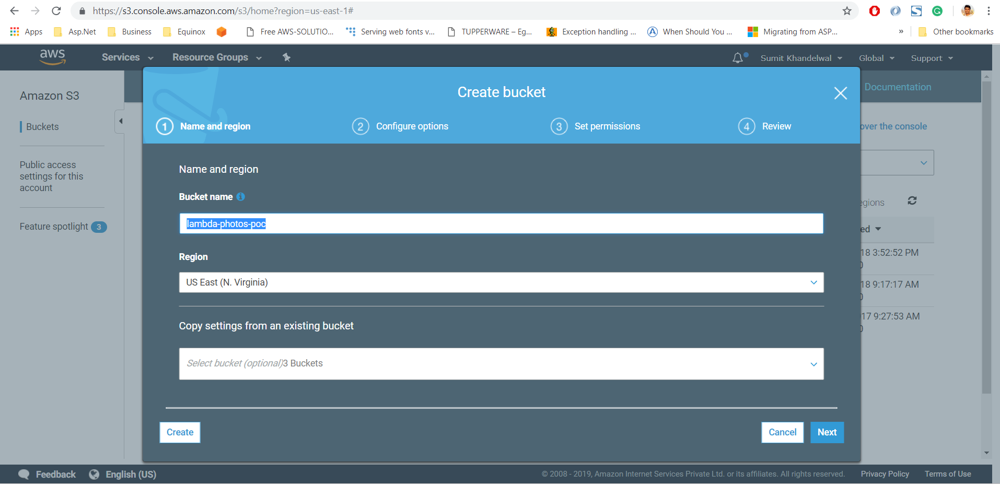 https://s3.console.aws.amazon.com/s3/home?region=us-east-1#
Apps Asp.Net Business Equinox Free AWS-SOLUTIO... Serving web fonts v... TUPPERWARE – Eg... Exception handling ... When Should You ... Migrating from ASP... » Other bookmarks
aws Services Resource Groups Sumit Khandelwal Global Support
Amazon S3
Buckets
Public access
settings for this
account
Feature spotlight 3
Documentation
Create bucket
1 Name and region 2 Configure options 3 Set permissions 4 Review
over the console
Name and region
Bucket name
lambda-photos-poc
Region
US East (N. Virginia)
Copy settings from an existing bucket
Select bucket (optional)3 Buckets
egions
ed
18 3:52:52 PM
18 9:17:17 AM
17 9:27:53 AM
Create Cancel Next
Feedback English (US) © 2008 - 2019, Amazon Internet Services Private Ltd. or its affiliates. All rights reserved. Privacy Policy Terms of Use